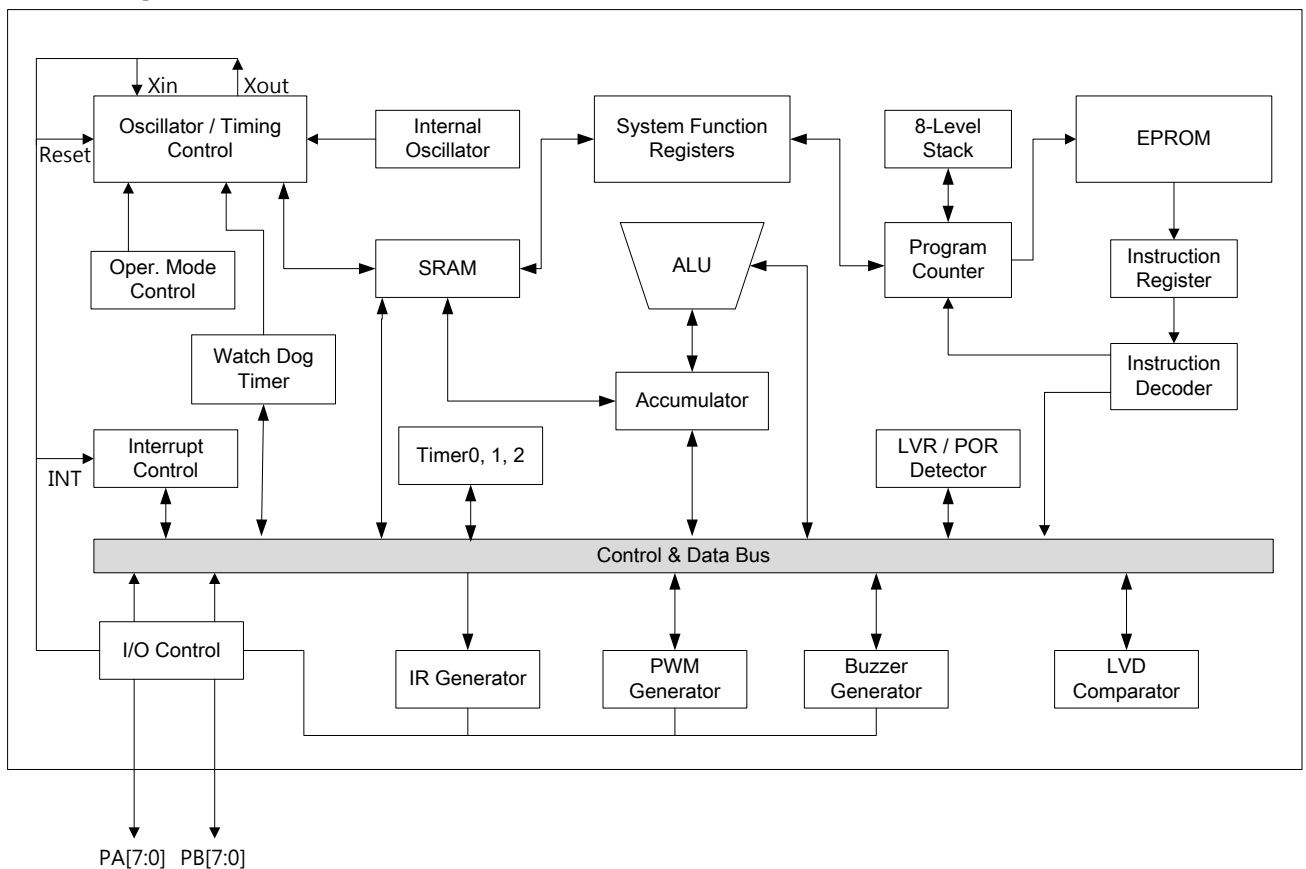 Xin
Xout
Oscillator / Timing
Control
Reset
Internal
Oscillator
System Function
Registers
8-Level
Stack
EPROM
Oper. Mode
Control
SRAM
ALU
Program
Counter
Instruction
Register
Watch Dog
Timer
Accumulator
Instruction
Decoder
Interrupt
Control
INT
Timer0, 1, 2
LVR / POR
Detector
Control & Data Bus
I/O Control
IR Generator
PWM
Generator
Buzzer
Generator
LVD
Comparator
PA[7:0]
PB[7:0]